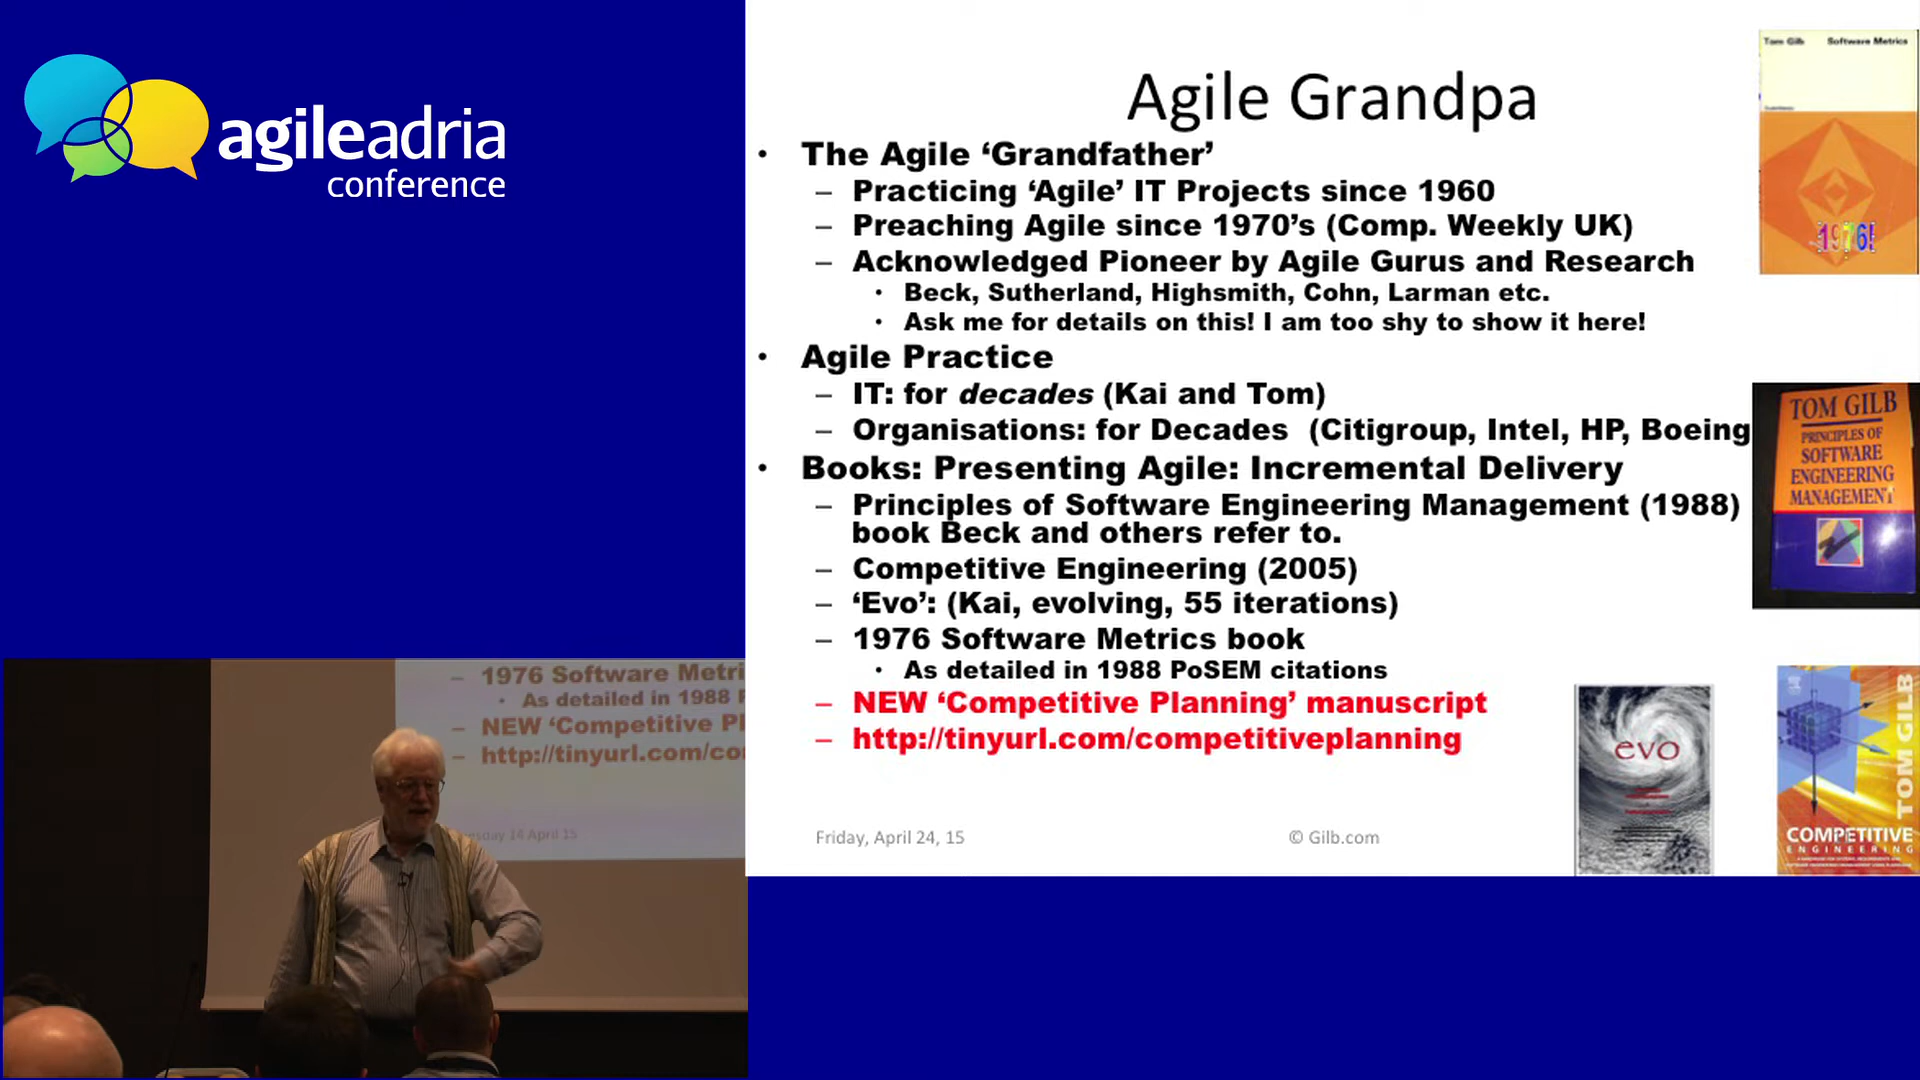 agileadria
conference
Agile Grandpa
• The Agile ‘Grandfather’
– Practicing ‘Agile’ IT Projects since 1960
– Preaching Agile since 1970’s (Comp. Weekly UK)
– Acknowledged Pioneer by Agile Gurus and Research
• Beck, Sutherland, Highsmith, Cohn, Larman etc.
• Ask me for details on this! I am too shy to show it here!
• Agile Practice
– IT: for decades (Kai and Tom)
– Organisations: for Decades (Citigroup, Intel, HP, Boeing
• Books: Presenting Agile: Incremental Delivery
– Principles of Software Engineering Management (1988)
book Beck and others refer to.
– Competitive Engineering (2005)
– ‘Evo’: (Kai, evolving, 55 iterations)
– 1976 Software Metrics book
• As detailed in 1988 PoSEM citations
– NEW ‘Competitive Planning’ manuscript
– http://tinyurl.com/competitiveplanning
Friday, April 24, 15
© Gilb.com
Tom Gilb Software Metrics
1976!
TOM GILB
PRINCIPLES OF
SOFTWARE
ENGINEERING
MANAGEMENT
evo
TOM GILB
COMPETITIVE
ENGINEERING
– 1976 Software Metri
• As detailed in 1988 P
– NEW ‘Competitive Pl
– http://tinyurl.com/co
14 April 15